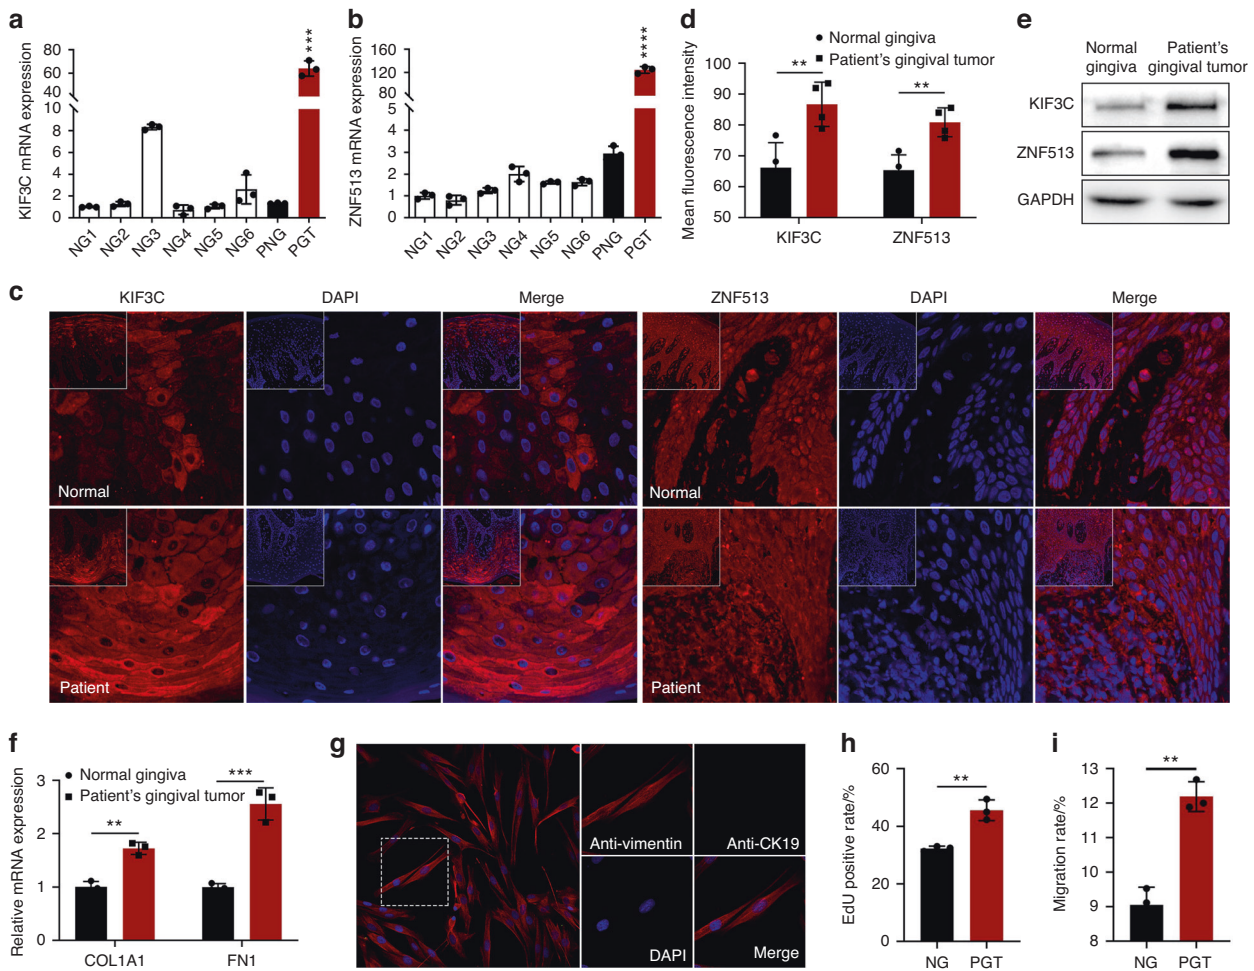 a
KIF3C mRNA expression
80
60
40
10
8
6
4
2
0
***
NG1
NG2
NG3
NG4
NG5
NG6
PNG
PGT
b
ZNF513 mRNA expression
160
120
80
5
4
3
2
1
0
****
NG1
NG2
NG3
NG4
NG5
NG6
PNG
PGT
d
Normal gingiva
Patient's gingival tumor
Mean fluorescence intensity
100
90
80
70
60
50
**
**
KIF3C
ZNF513
e
Normal gingiva
Patient's gingival tumor
KIF3C
ZNF513
GAPDH
c
KIF3C
DAPI
Merge
ZNF513
DAPI
Merge
Normal
Normal
Patient
Patient
f
Normal gingiva
Patient's gingival tumor
Relative mRNA expression
3
2
1
0
**
***
COL1A1
FN1
g
Anti-vimentin
Anti-CK19
DAPI
Merge
h
EdU positive rate/%
60
40
20
0
**
NG
PGT
i
Migration rate/%
13
12
11
10
9
8
**
NG
PGT